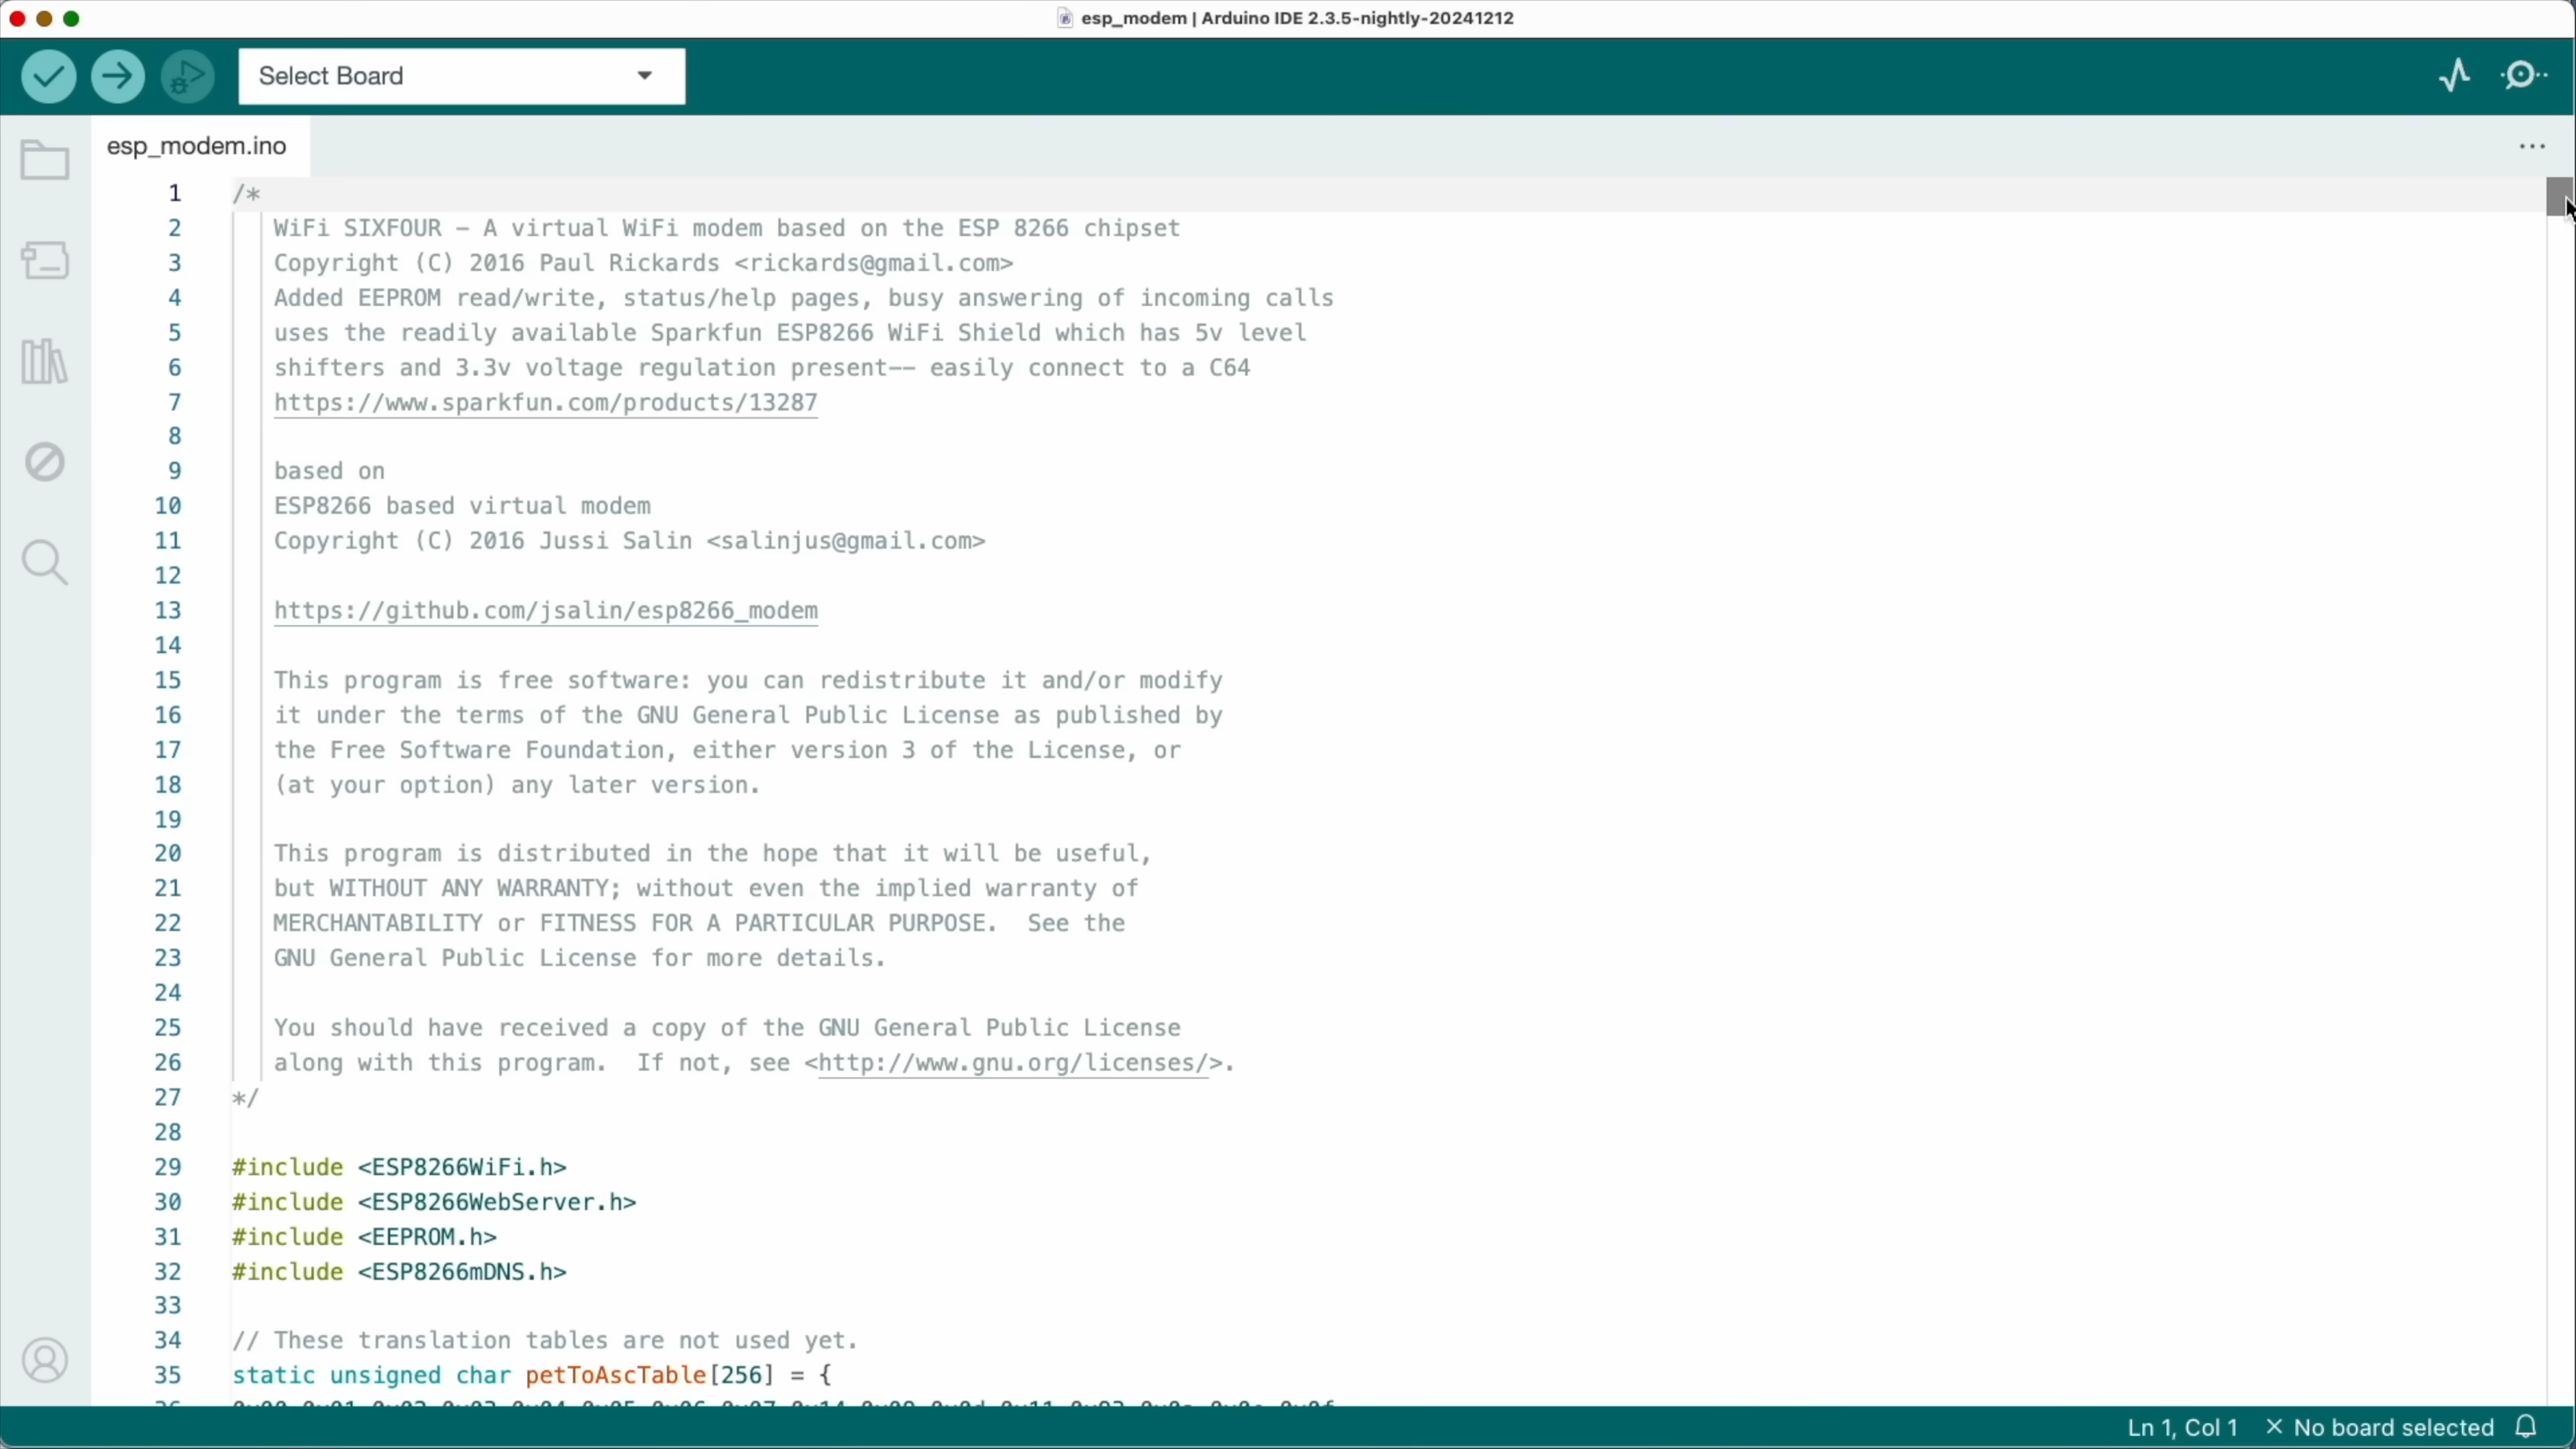 esp_modem | Arduino IDE 2.3.5-nightly-20241212
Select Board
esp_modem.ino
1 /*
2 WiFi SIXFOUR – A virtual WiFi modem based on the ESP 8266 chipset
3 Copyright (C) 2016 Paul Rickards <rickards@gmail.com>
4 Added EEPROM read/write, status/help pages, busy answering of incoming calls
5 uses the readily available Sparkfun ESP8266 WiFi Shield which has 5v level
6 shifters and 3.3v voltage regulation present-- easily connect to a C64
7 https://www.sparkfun.com/products/13287
8
9 based on
10 ESP8266 based virtual modem
11 Copyright (C) 2016 Jussi Salin <salinjus@gmail.com>
12
13 https://github.com/jsalin/esp8266_modem
14
15 This program is free software: you can redistribute it and/or modify
16 it under the terms of the GNU General Public License as published by
17 the Free Software Foundation, either version 3 of the License, or
18 (at your option) any later version.
19
20 This program is distributed in the hope that it will be useful,
21 but WITHOUT ANY WARRANTY; without even the implied warranty of
22 MERCHANTABILITY or FITNESS FOR A PARTICULAR PURPOSE.  See the
23 GNU General Public License for more details.
24
25 You should have received a copy of the GNU General Public License
26 along with this program.  If not, see <http://www.gnu.org/licenses/>.
27 */
28
29 #include <ESP8266WiFi.h>
30 #include <ESP8266WebServer.h>
31 #include <EEPROM.h>
32 #include <ESP8266mDNS.h>
33
34 // These translation tables are not used yet.
35 static unsigned char petToAscTable[256] = {
Ln 1, Col 1 No board selected